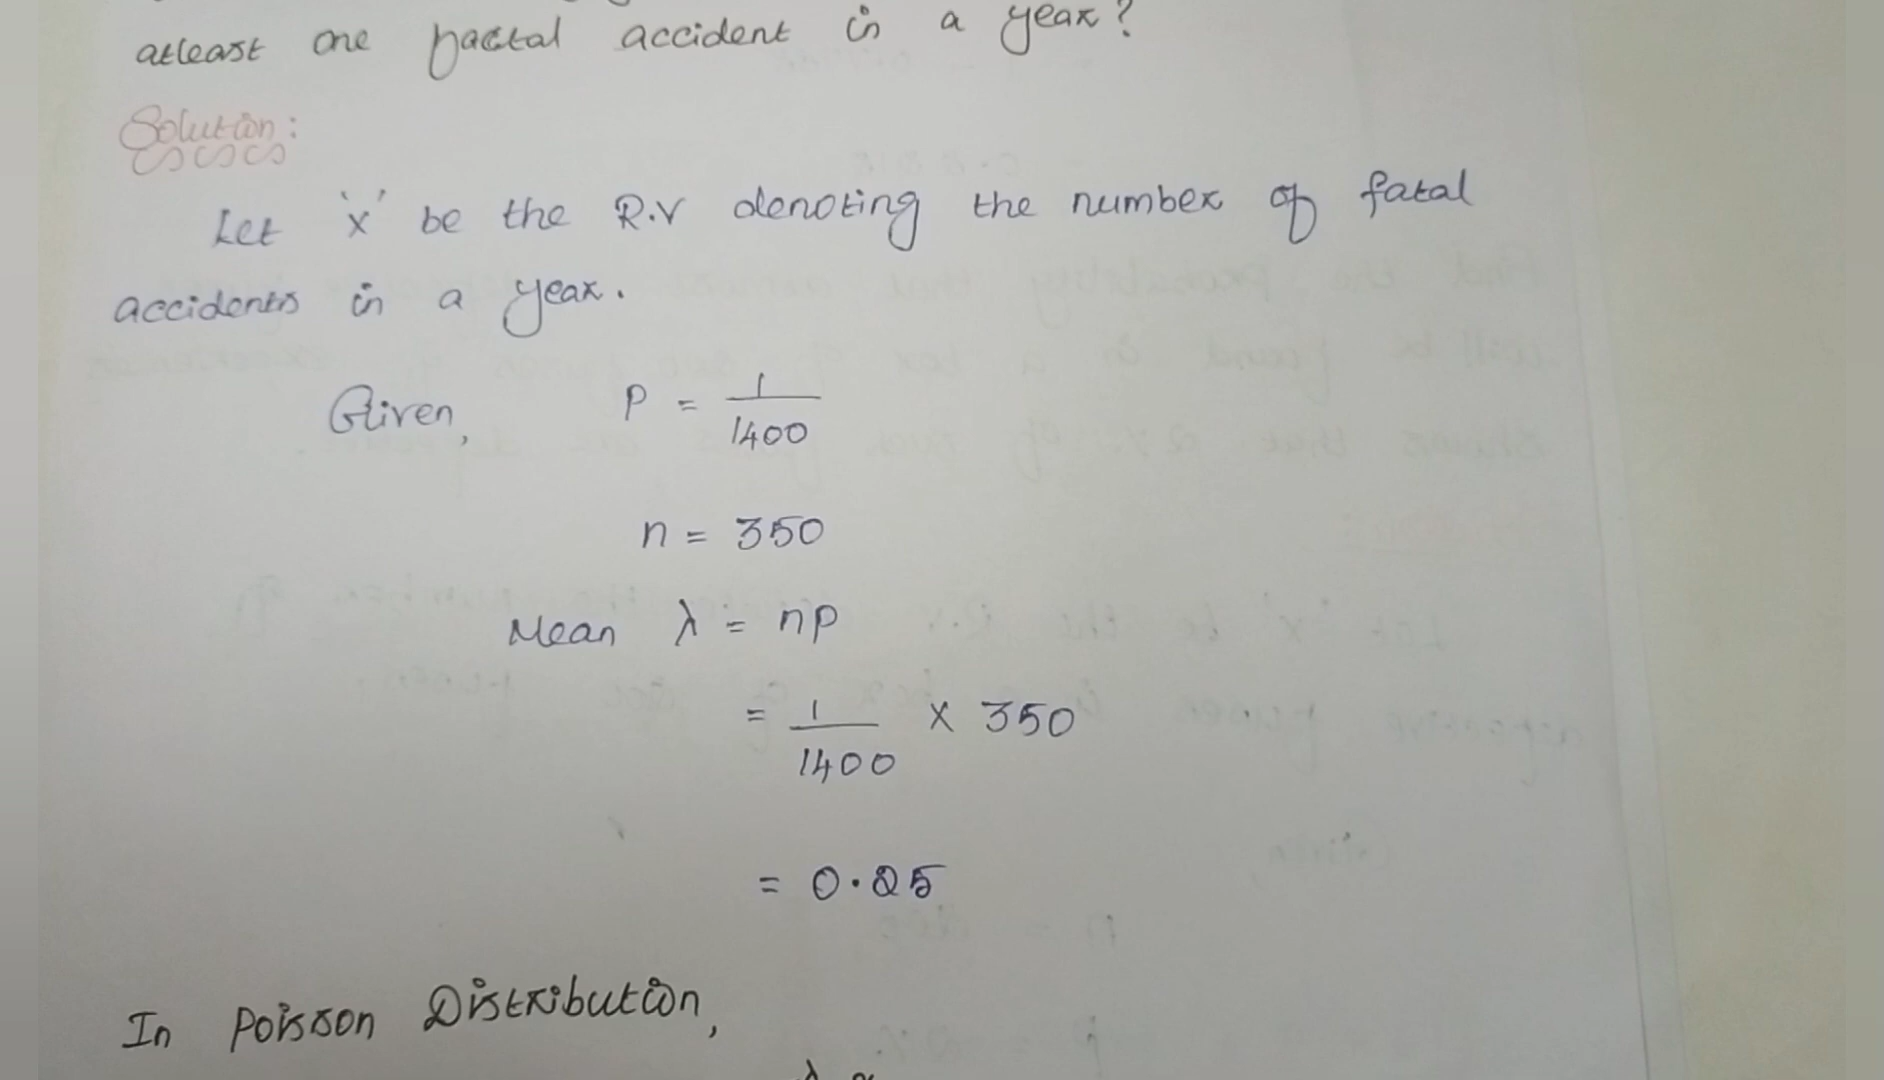 atleast one factal accident in a year?
Solution:
Let 'x' be the R.V denoting the number of fatal
accidents in a year.
Given, P = 1/1400
n = 350
Mean λ = np
= 1/1400 × 350
= 0.25
In Poisson Distribution,